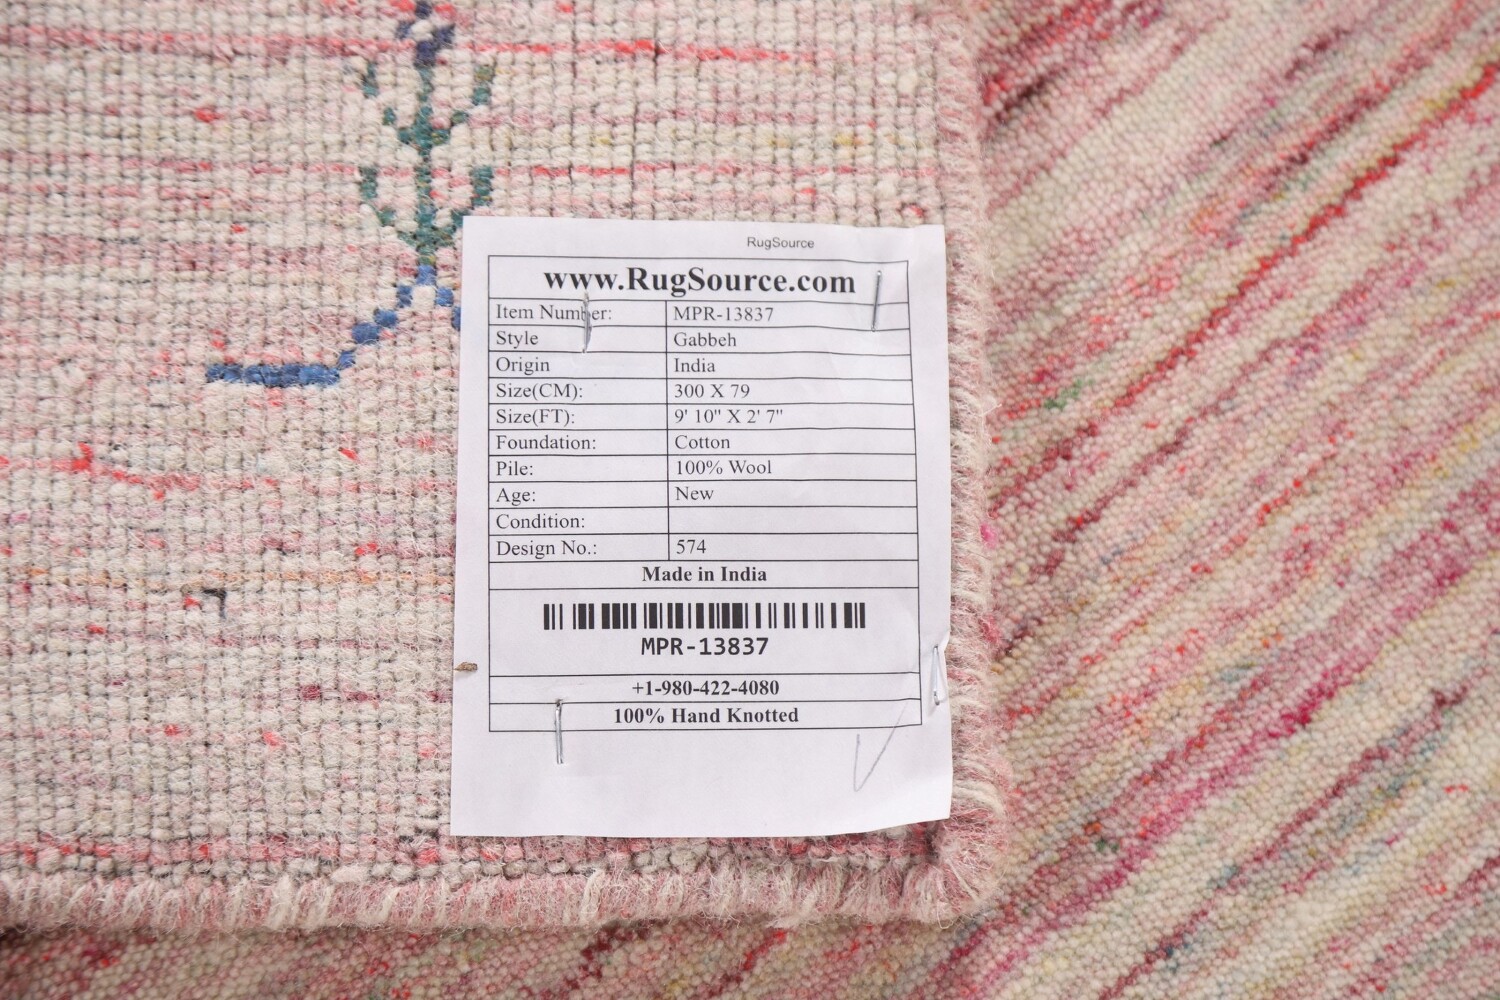 RugSource
www.RugSource.com
Item Number: MPR-13837
Style Gabbeh
Origin India
Size(CM): 300 X 79
Size(FT): 9' 10" X 2' 7"
Foundation: Cotton
Pile: 100% Wool
Age: New
Condition:
Design No.: 574
Made in India
MPR-13837
+1-980-422-4080
100% Hand Knotted